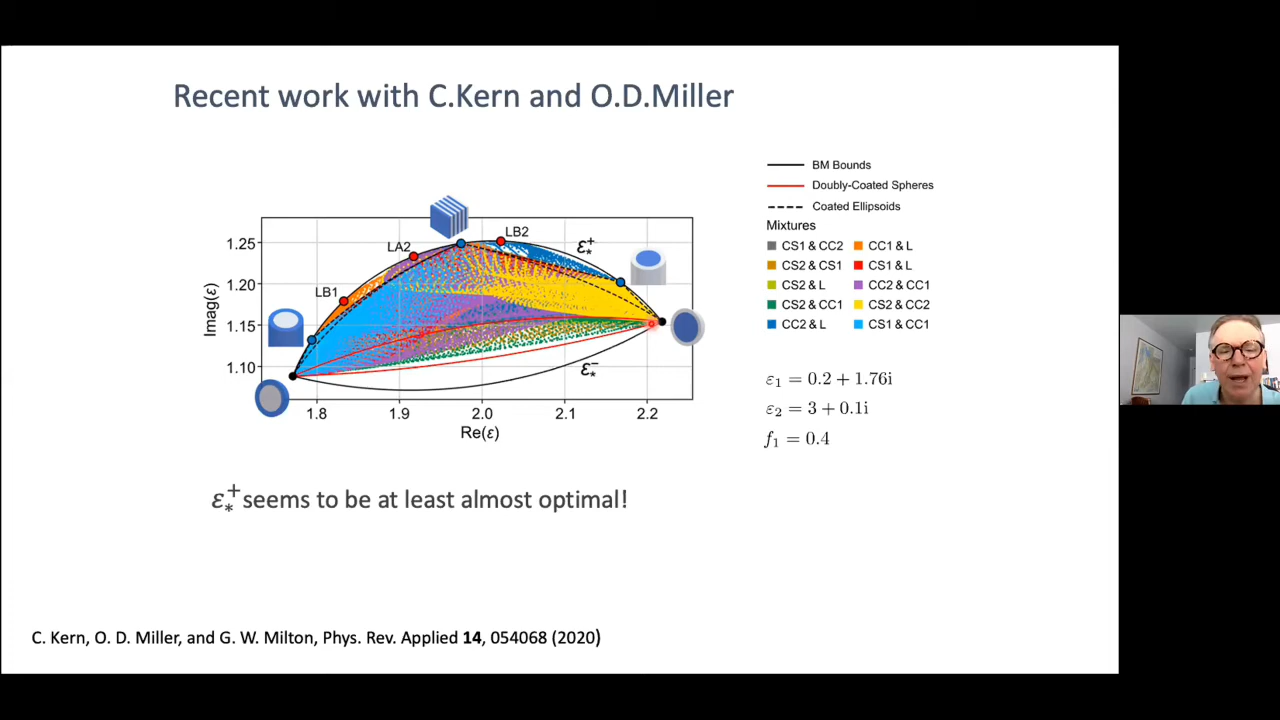 Recent work with C.Kern and O.D.Miller
BM Bounds
Doubly-Coated Spheres
Coated Ellipsoids
Mixtures
CS1 & CC2
CC1 & L
CS2 & CS1
CS1 & L
CS2 & L
CC2 & CC1
CS2 & CC1
CS2 & CC2
CC2 & L
CS1 & CC1
Imag(ε)
1.25
1.20
1.15
1.10
LB1
LA2
LB2
ε*+
ε*−
1.8
1.9
2.0
2.1
2.2
Re(ε)
ε1 = 0.2 + 1.76i
ε2 = 3 + 0.1i
f1 = 0.4
ε*+ seems to be at least almost optimal!
C. Kern, O. D. Miller, and G. W. Milton, Phys. Rev. Applied 14, 054068 (2020)